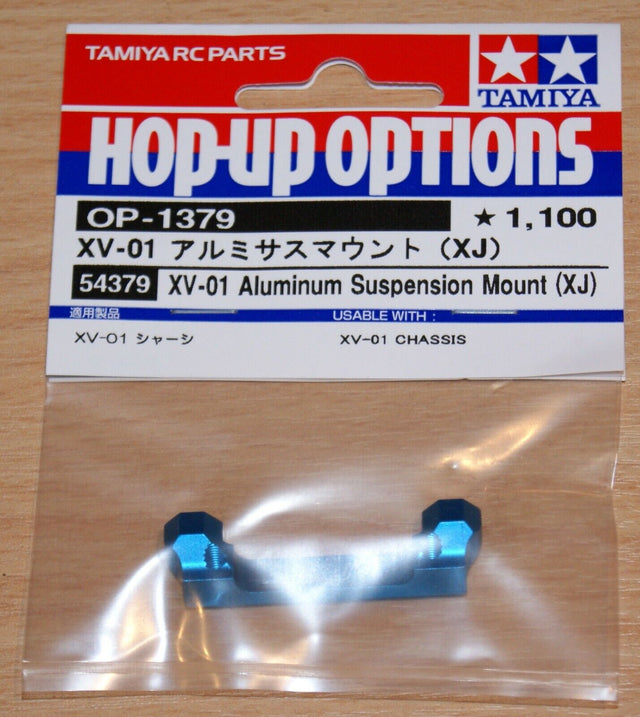 TAMIYA RC PARTS
TAMIYA
HOP-UP OPTIONS
OP-1379
★ 1,100
XV-01 アルミサスマウント (XJ)
54379 XV-01 Aluminum Suspension Mount (XJ)
適用製品 USABLE WITH :
XV-01 シャーシ XV-01 CHASSIS